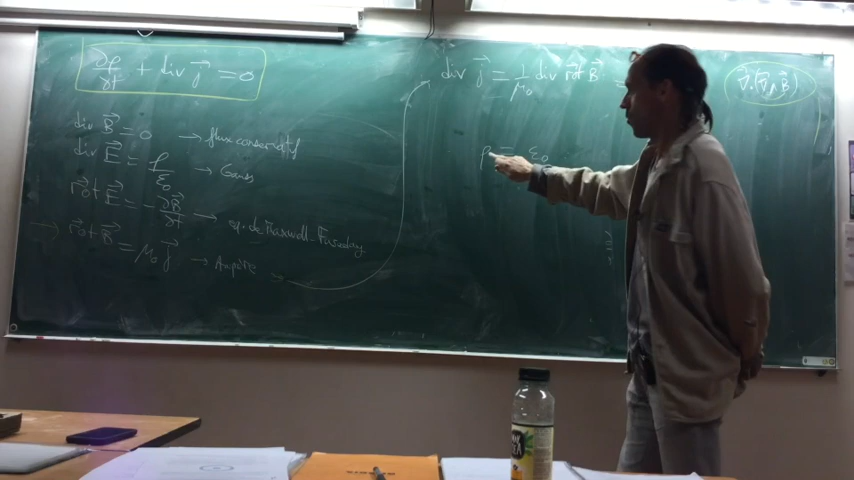 ∂ρ/∂t + div j⃗ = 0
div B⃗ = 0 → flux conservatif
div E⃗ = ρ/ε₀ → Gauss
rot⃗ E⃗ = -∂B⃗/∂t → eq. de Maxwell-Faraday
→ rot⃗ B⃗ = μ₀ j⃗ → Ampère
div j⃗ = 1/μ₀ div rot⃗ B⃗ =
ρ = ε₀
∇⃗.(∇⃗∧B⃗)